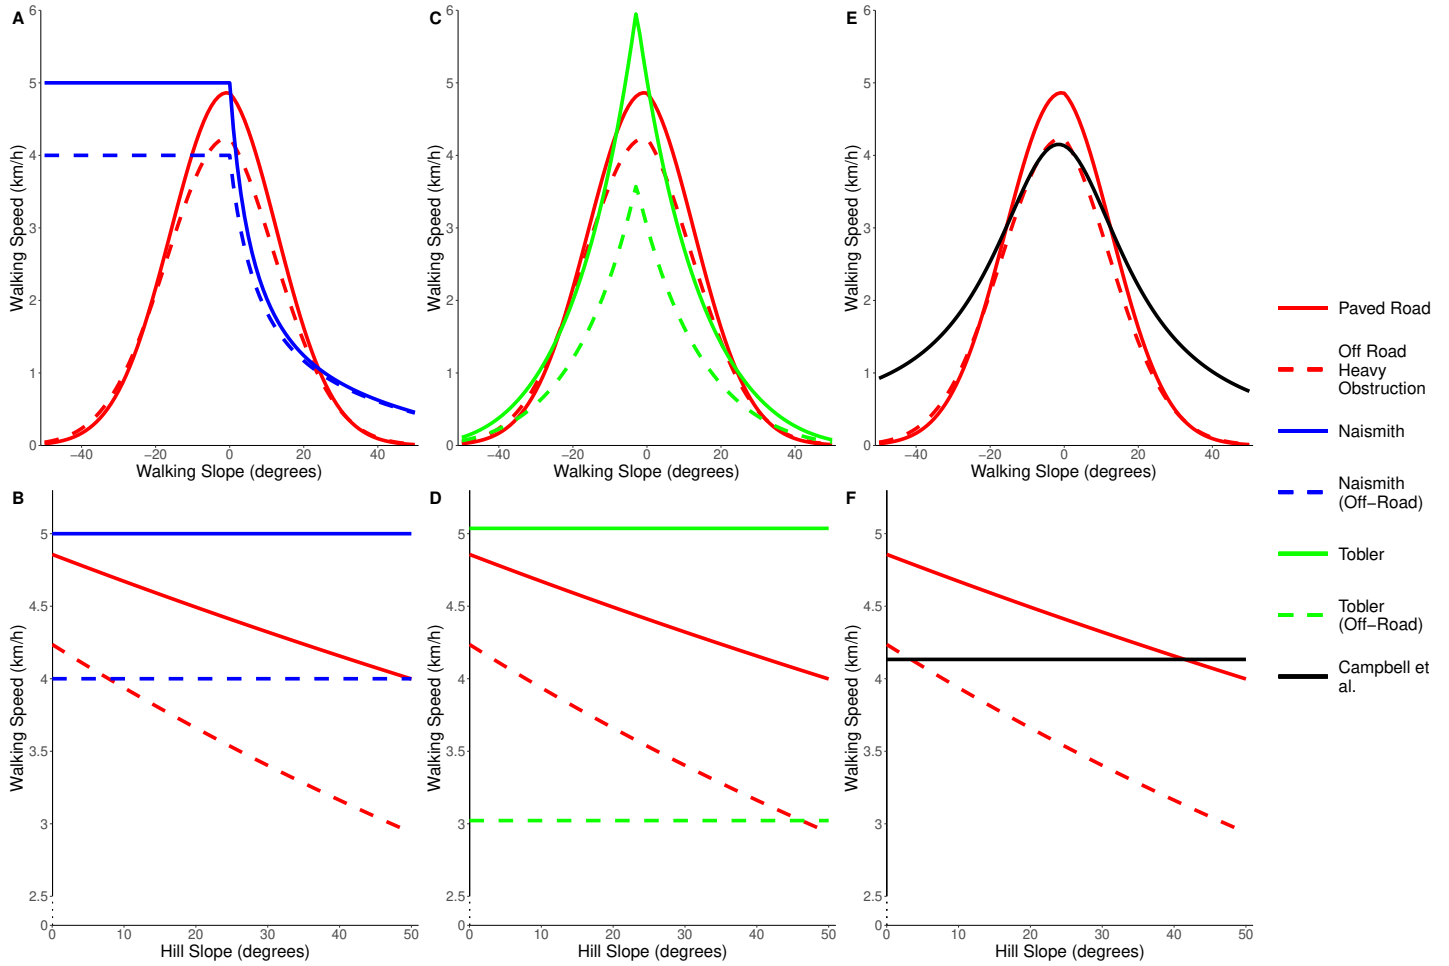 A
6
5
4
3
2
1
0
Walking Speed (km/h)
−40
−20
0
20
40
Walking Slope (degrees)
C
6
5
4
3
2
1
0
Walking Speed (km/h)
−40
−20
0
20
40
Walking Slope (degrees)
E
6
5
4
3
2
1
0
Walking Speed (km/h)
−40
−20
0
20
40
Walking Slope (degrees)
B
5
4.5
4
3.5
3
2.5
0
Walking Speed (km/h)
0
10
20
30
40
50
Hill Slope (degrees)
D
5
4.5
4
3.5
3
2.5
0
Walking Speed (km/h)
0
10
20
30
40
50
Hill Slope (degrees)
F
5
4.5
4
3.5
3
2.5
0
Walking Speed (km/h)
0
10
20
30
40
50
Hill Slope (degrees)
Paved Road
Off Road
Heavy
Obstruction
Naismith
Naismith
(Off−Road)
Tobler
Tobler
(Off−Road)
Campbell et
al.